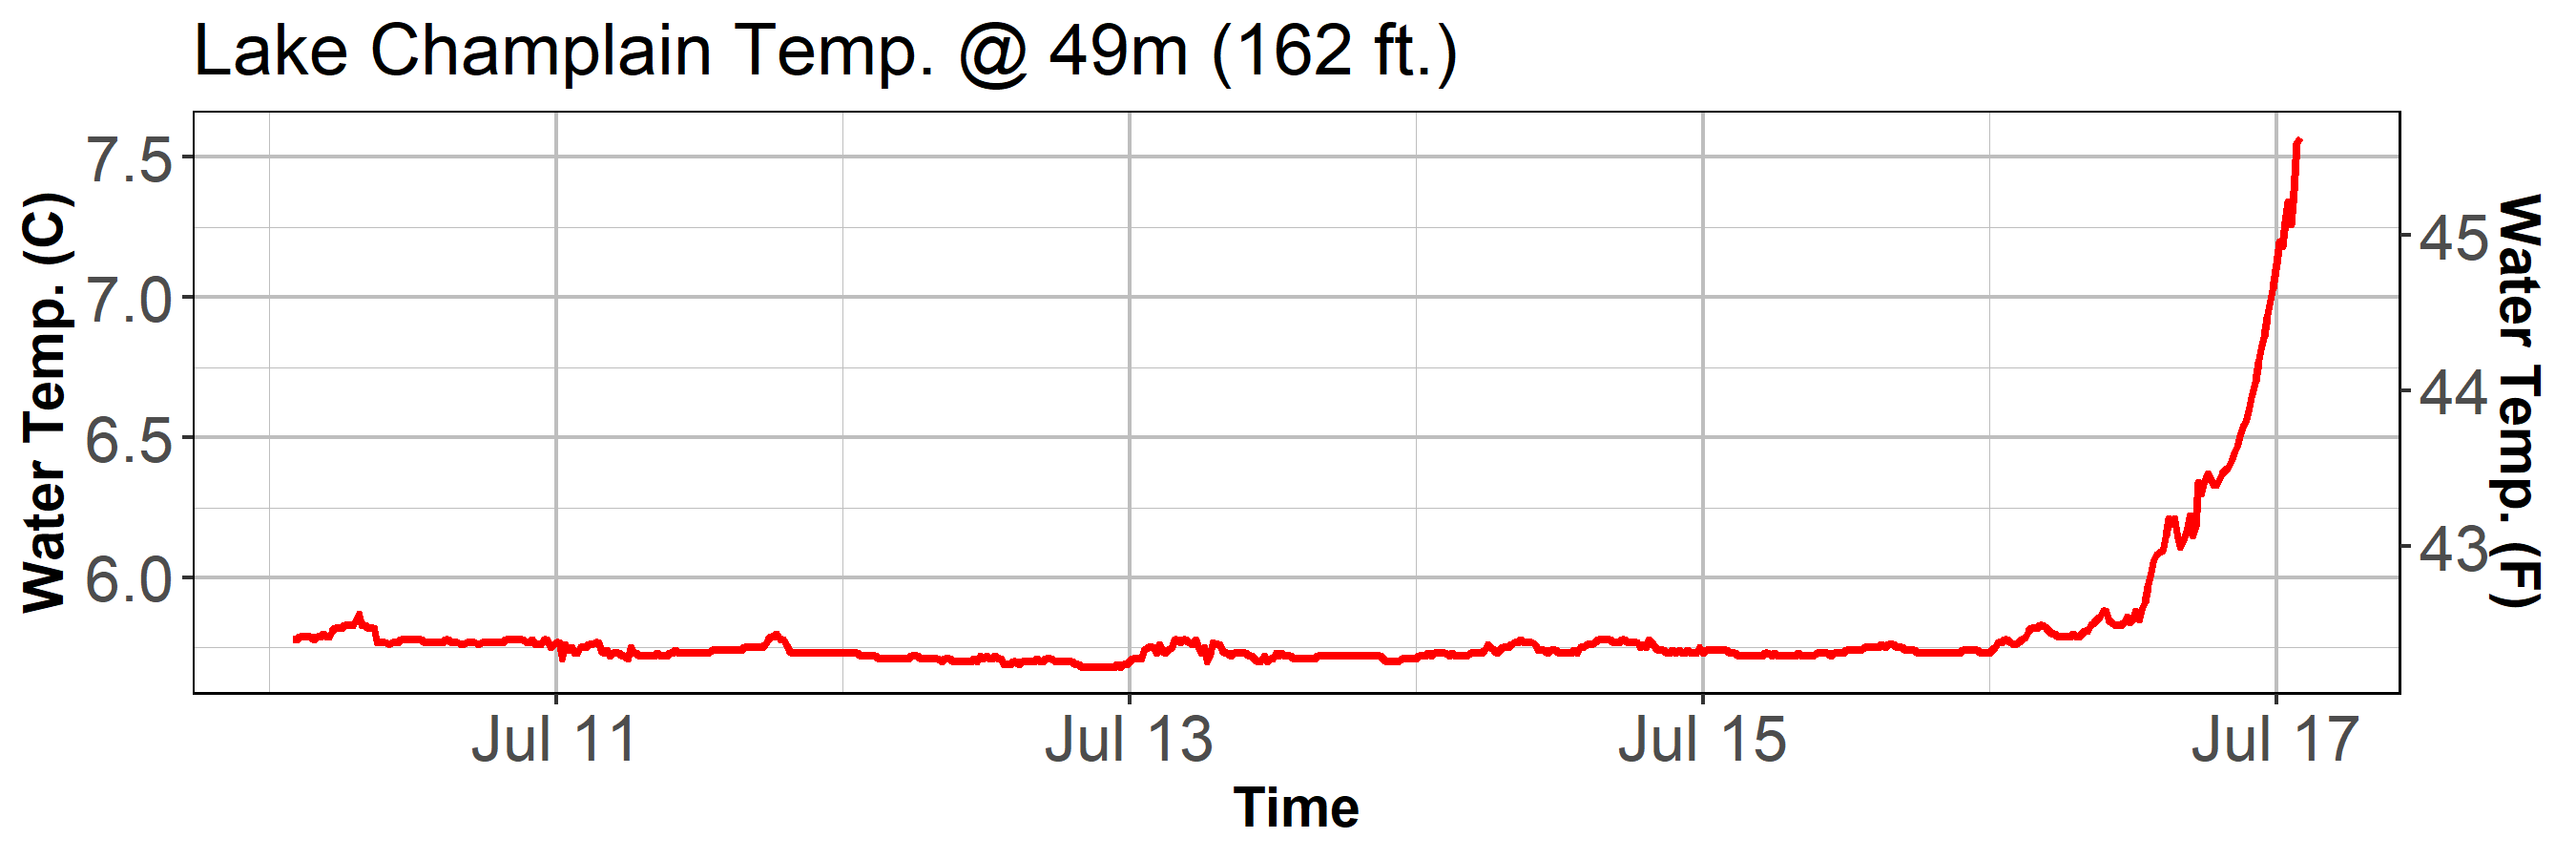 Lake Champlain Temp. @ 49m (162 ft.)
Water Temp. (C)
7.5
7.0
6.5
6.0
Water Temp. (F)
45
44
43
Jul 11
Jul 13
Jul 15
Jul 17
Time